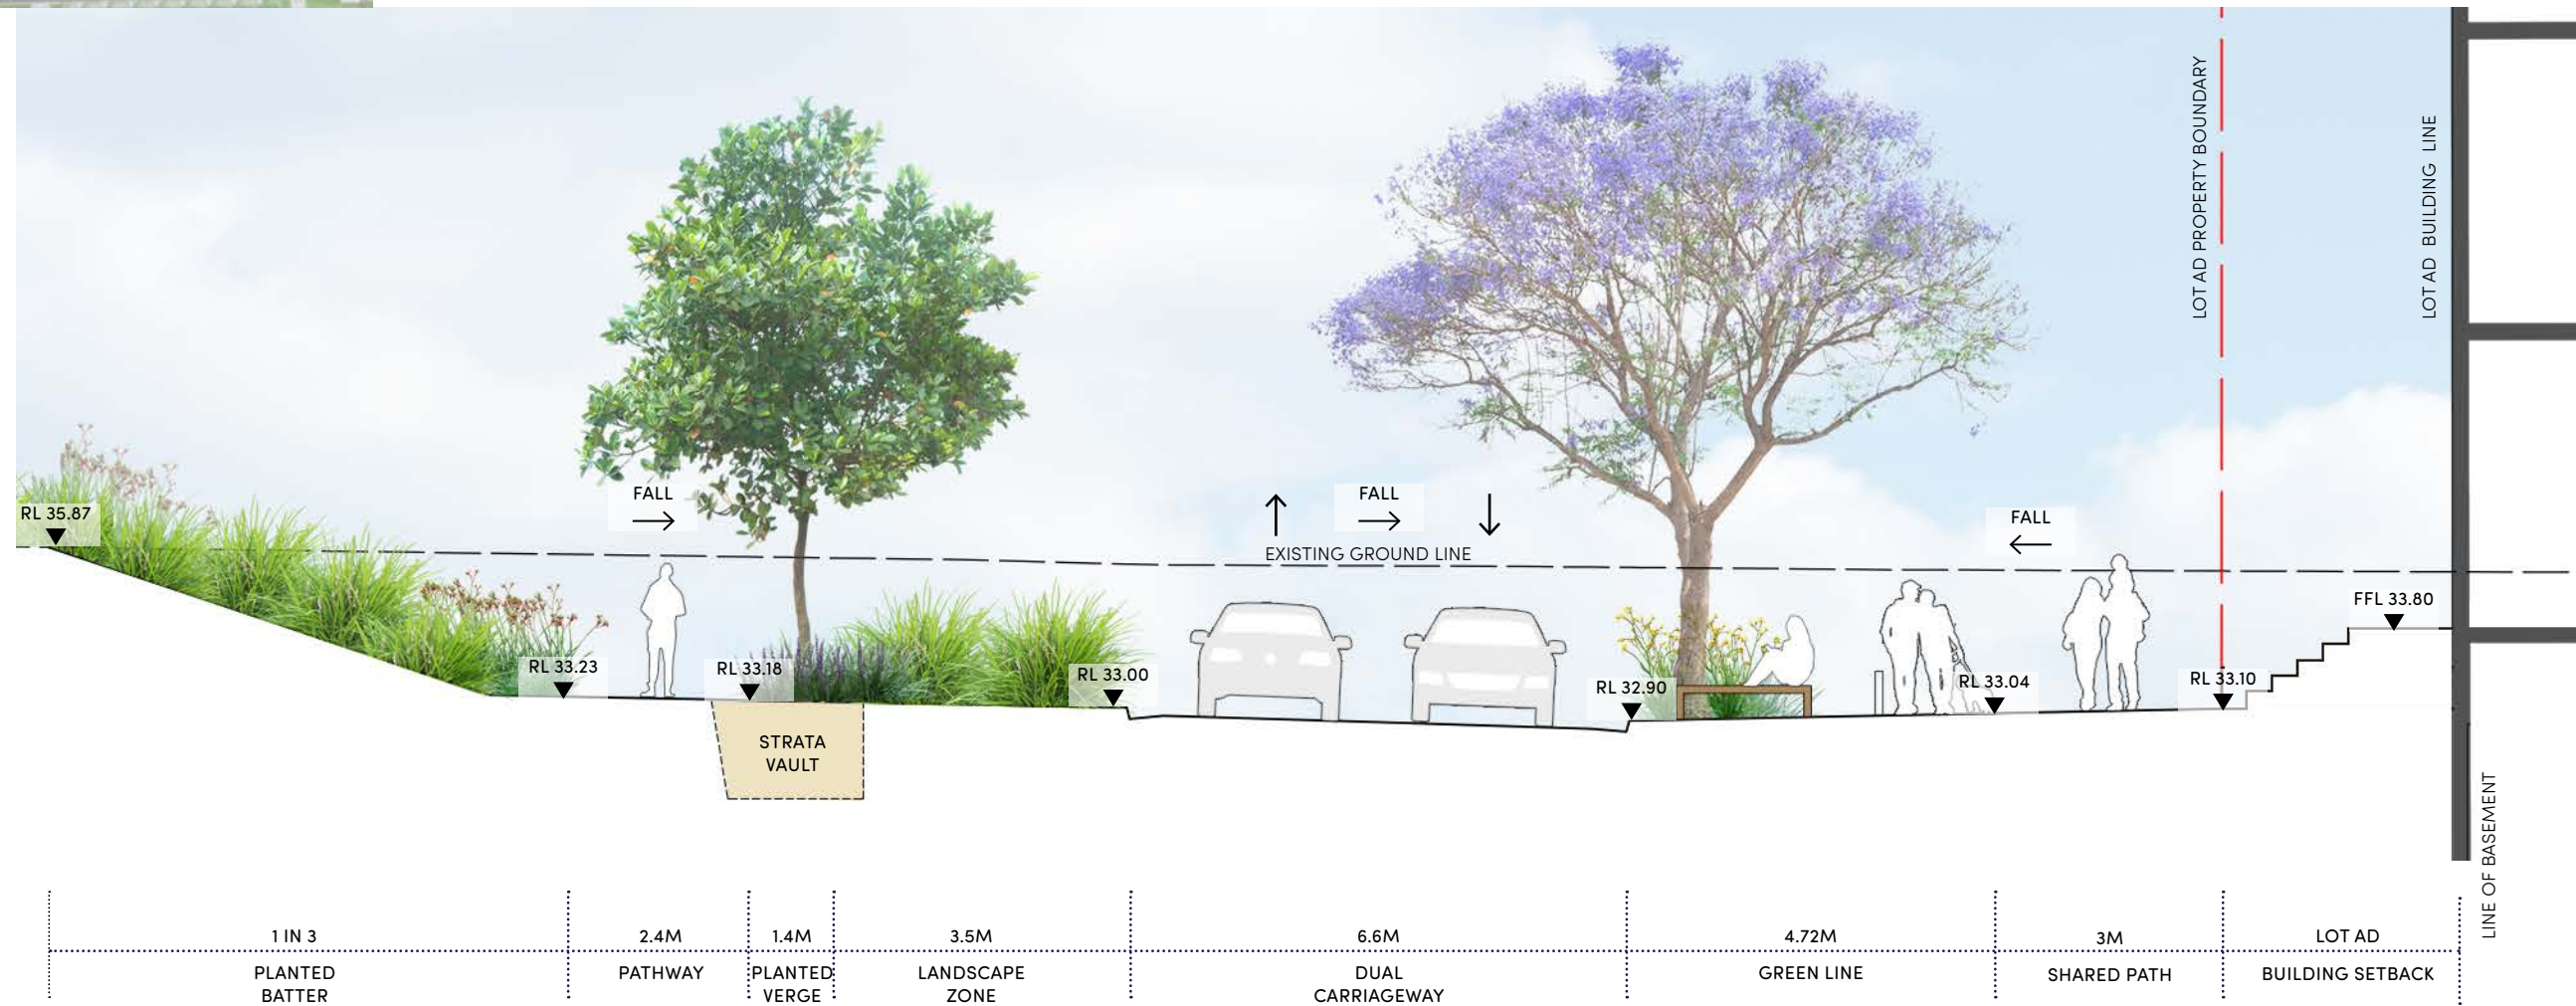 LOT AD PROPERTY BOUNDARY
LOT AD BUILDING LINE
RL 35.87
FALL
FALL
EXISTING GROUND LINE
FALL
FFL 33.80
RL 33.23
RL 33.18
RL 33.00
RL 32.90
RL 33.04
RL 33.10
STRATA
VAULT
LINE OF BASEMENT
1 IN 3
2.4M
1.4M
3.5M
6.6M
4.72M
3M
LOT AD
PLANTED
BATTER
PATHWAY
PLANTED
VERGE
LANDSCAPE
ZONE
DUAL
CARRIAGEWAY
GREEN LINE
SHARED PATH
BUILDING SETBACK